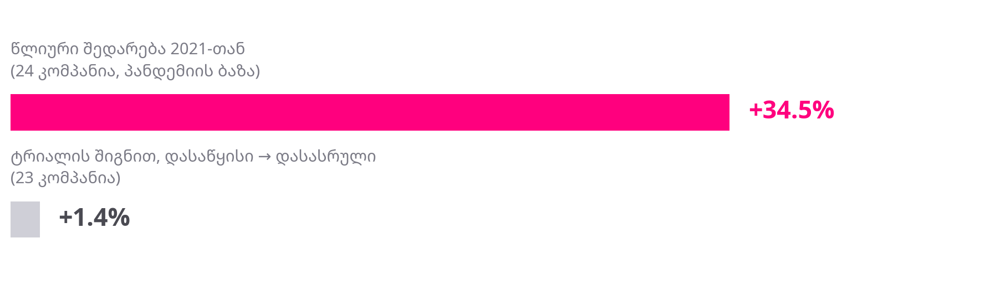 წლიური შედარება 2021-თან
(24 კომპანია, პანდემიის ბაზა)
+34.5%
ტრიალის შიგნით, დასაწყისი → დასასრული
(23 კომპანია)
+1.4%